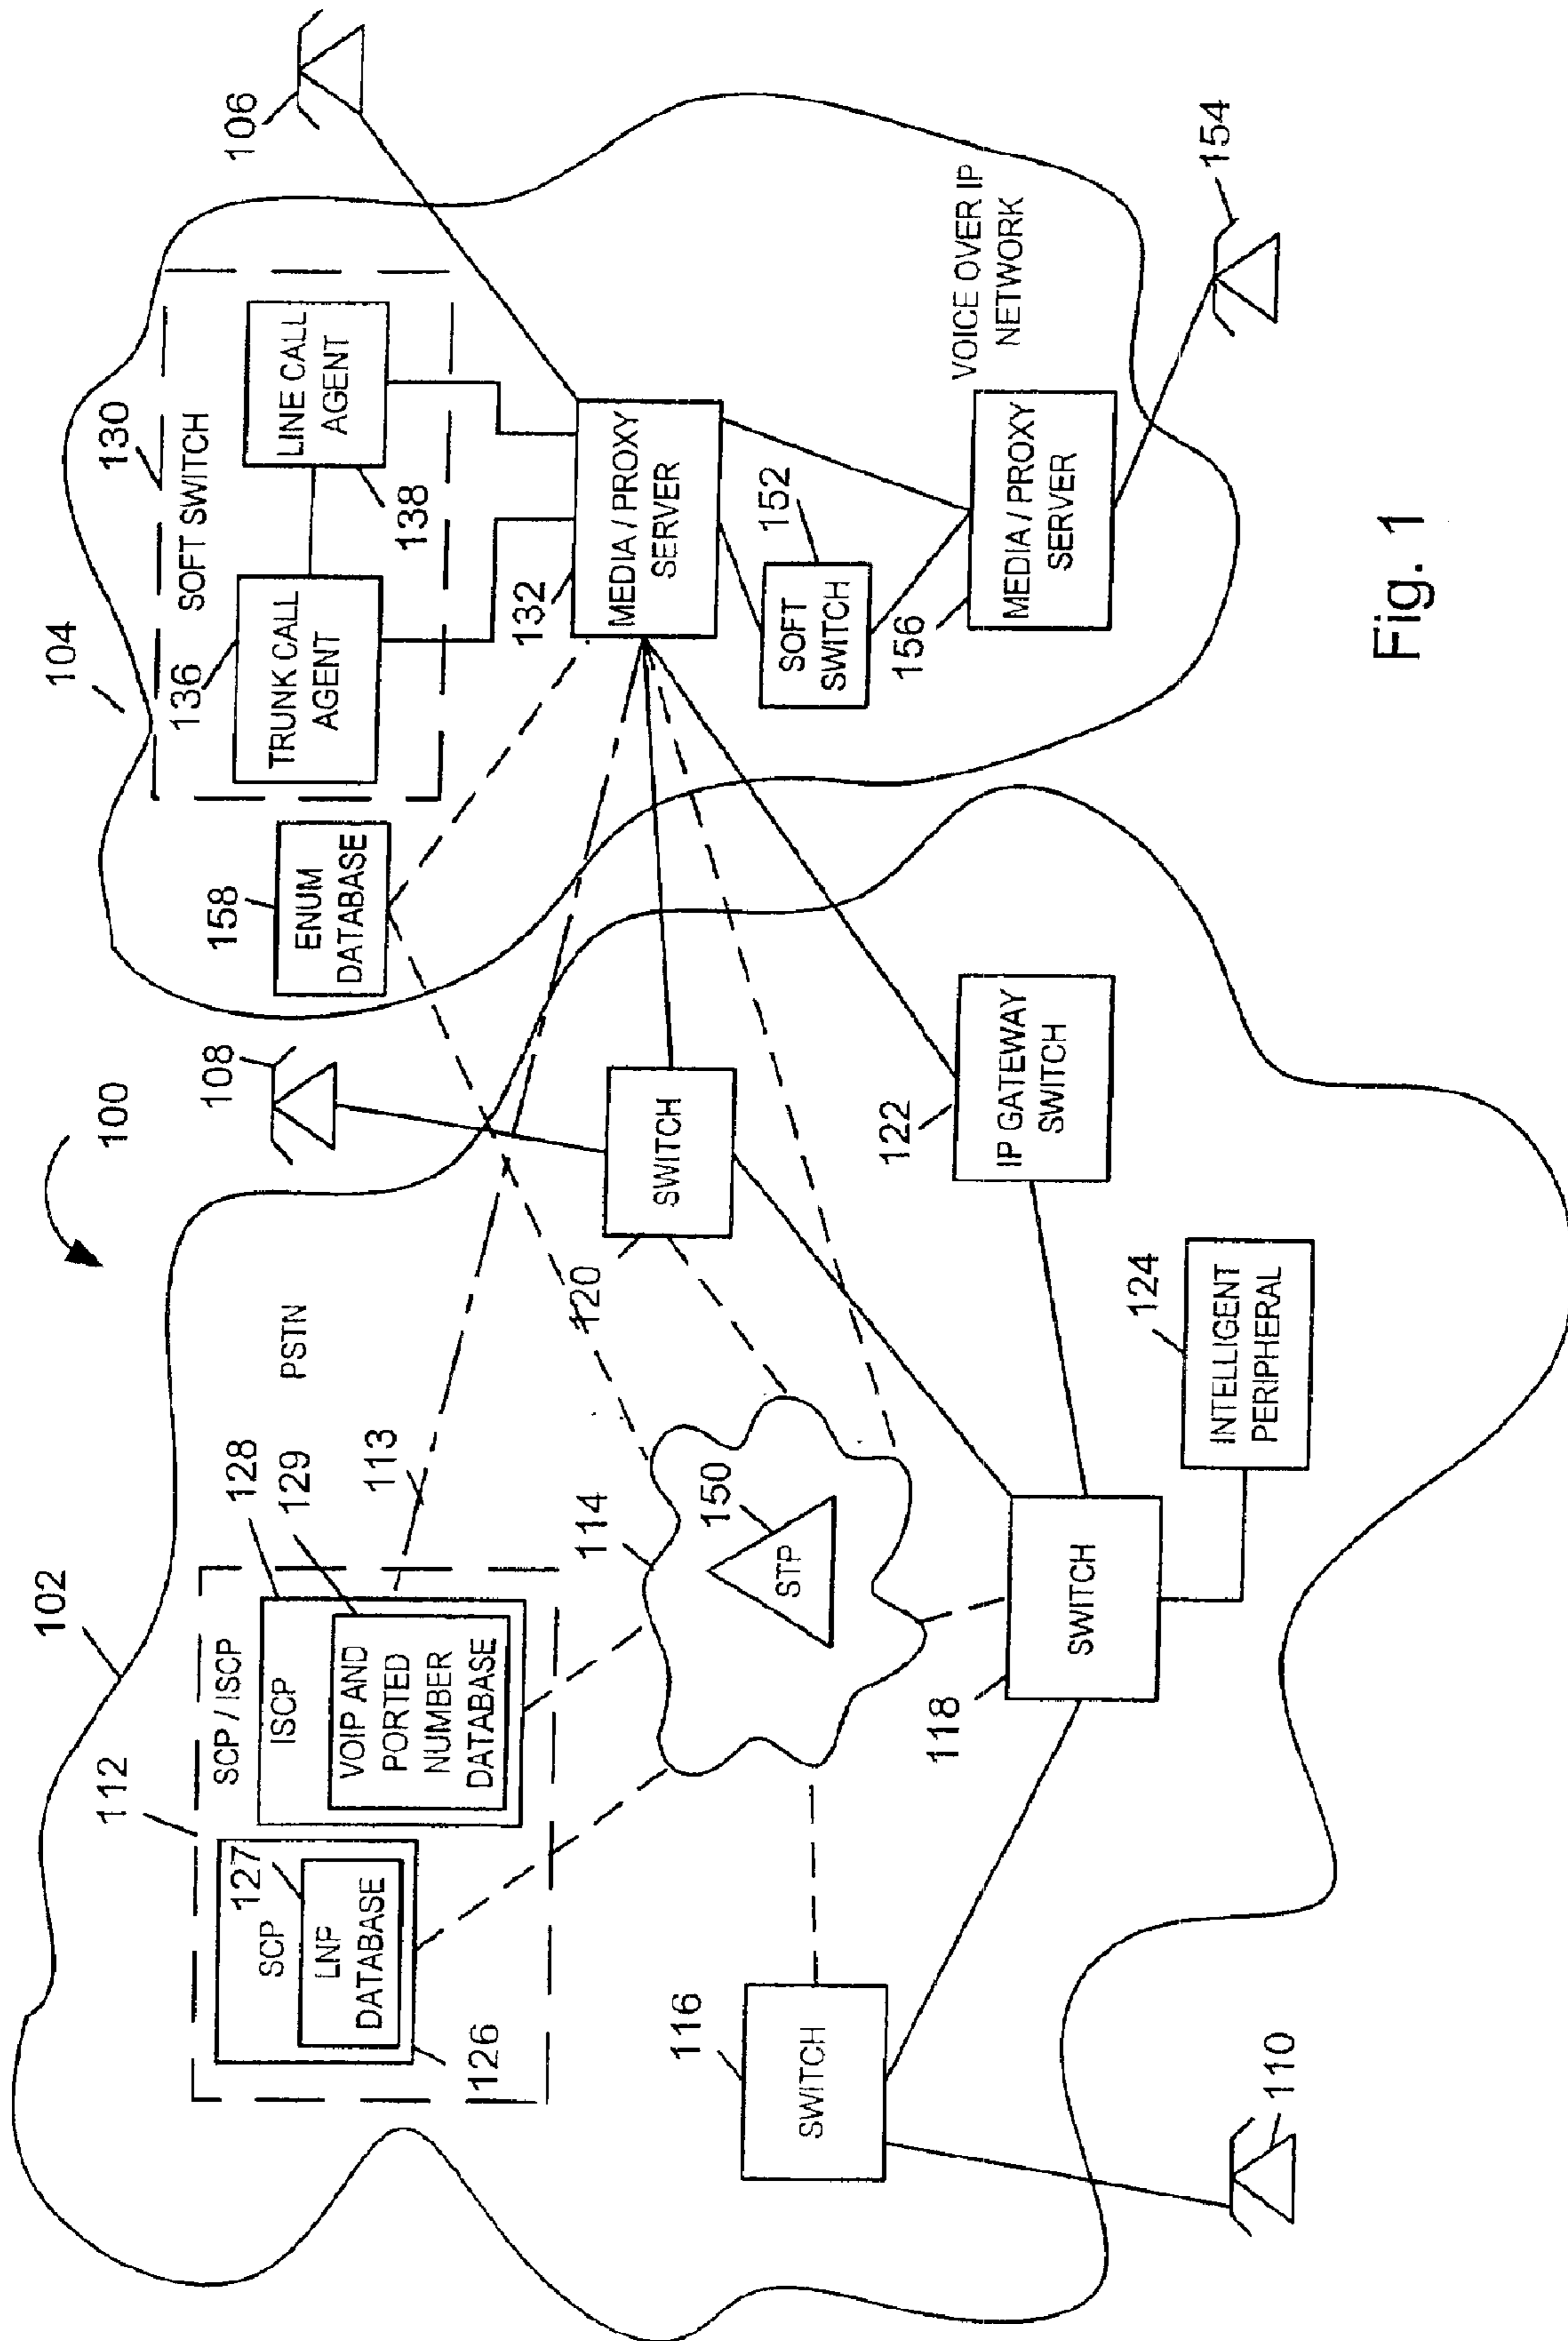 100
102
104
106
108
PSTN
112
SCP / ISCP
SCP
127
LNP
DATABASE
126
ISCP
VOIP AND
PORTED
NUMBER
DATABASE
128
129
113
114
150
STP
116
SWITCH
110
118
SWITCH
120
SWITCH
122
IP GATEWAY
SWITCH
124
INTELLIGENT
PERIPHERAL
158
ENUM
DATABASE
130
SOFT SWITCH
136
TRUNK CALL
AGENT
LINE CALL
AGENT
138
132
MEDIA / PROXY
SERVER
152
SOFT
SWITCH
156
MEDIA / PROXY
SERVER
VOICE OVER IP
NETWORK
154
Fig. 1